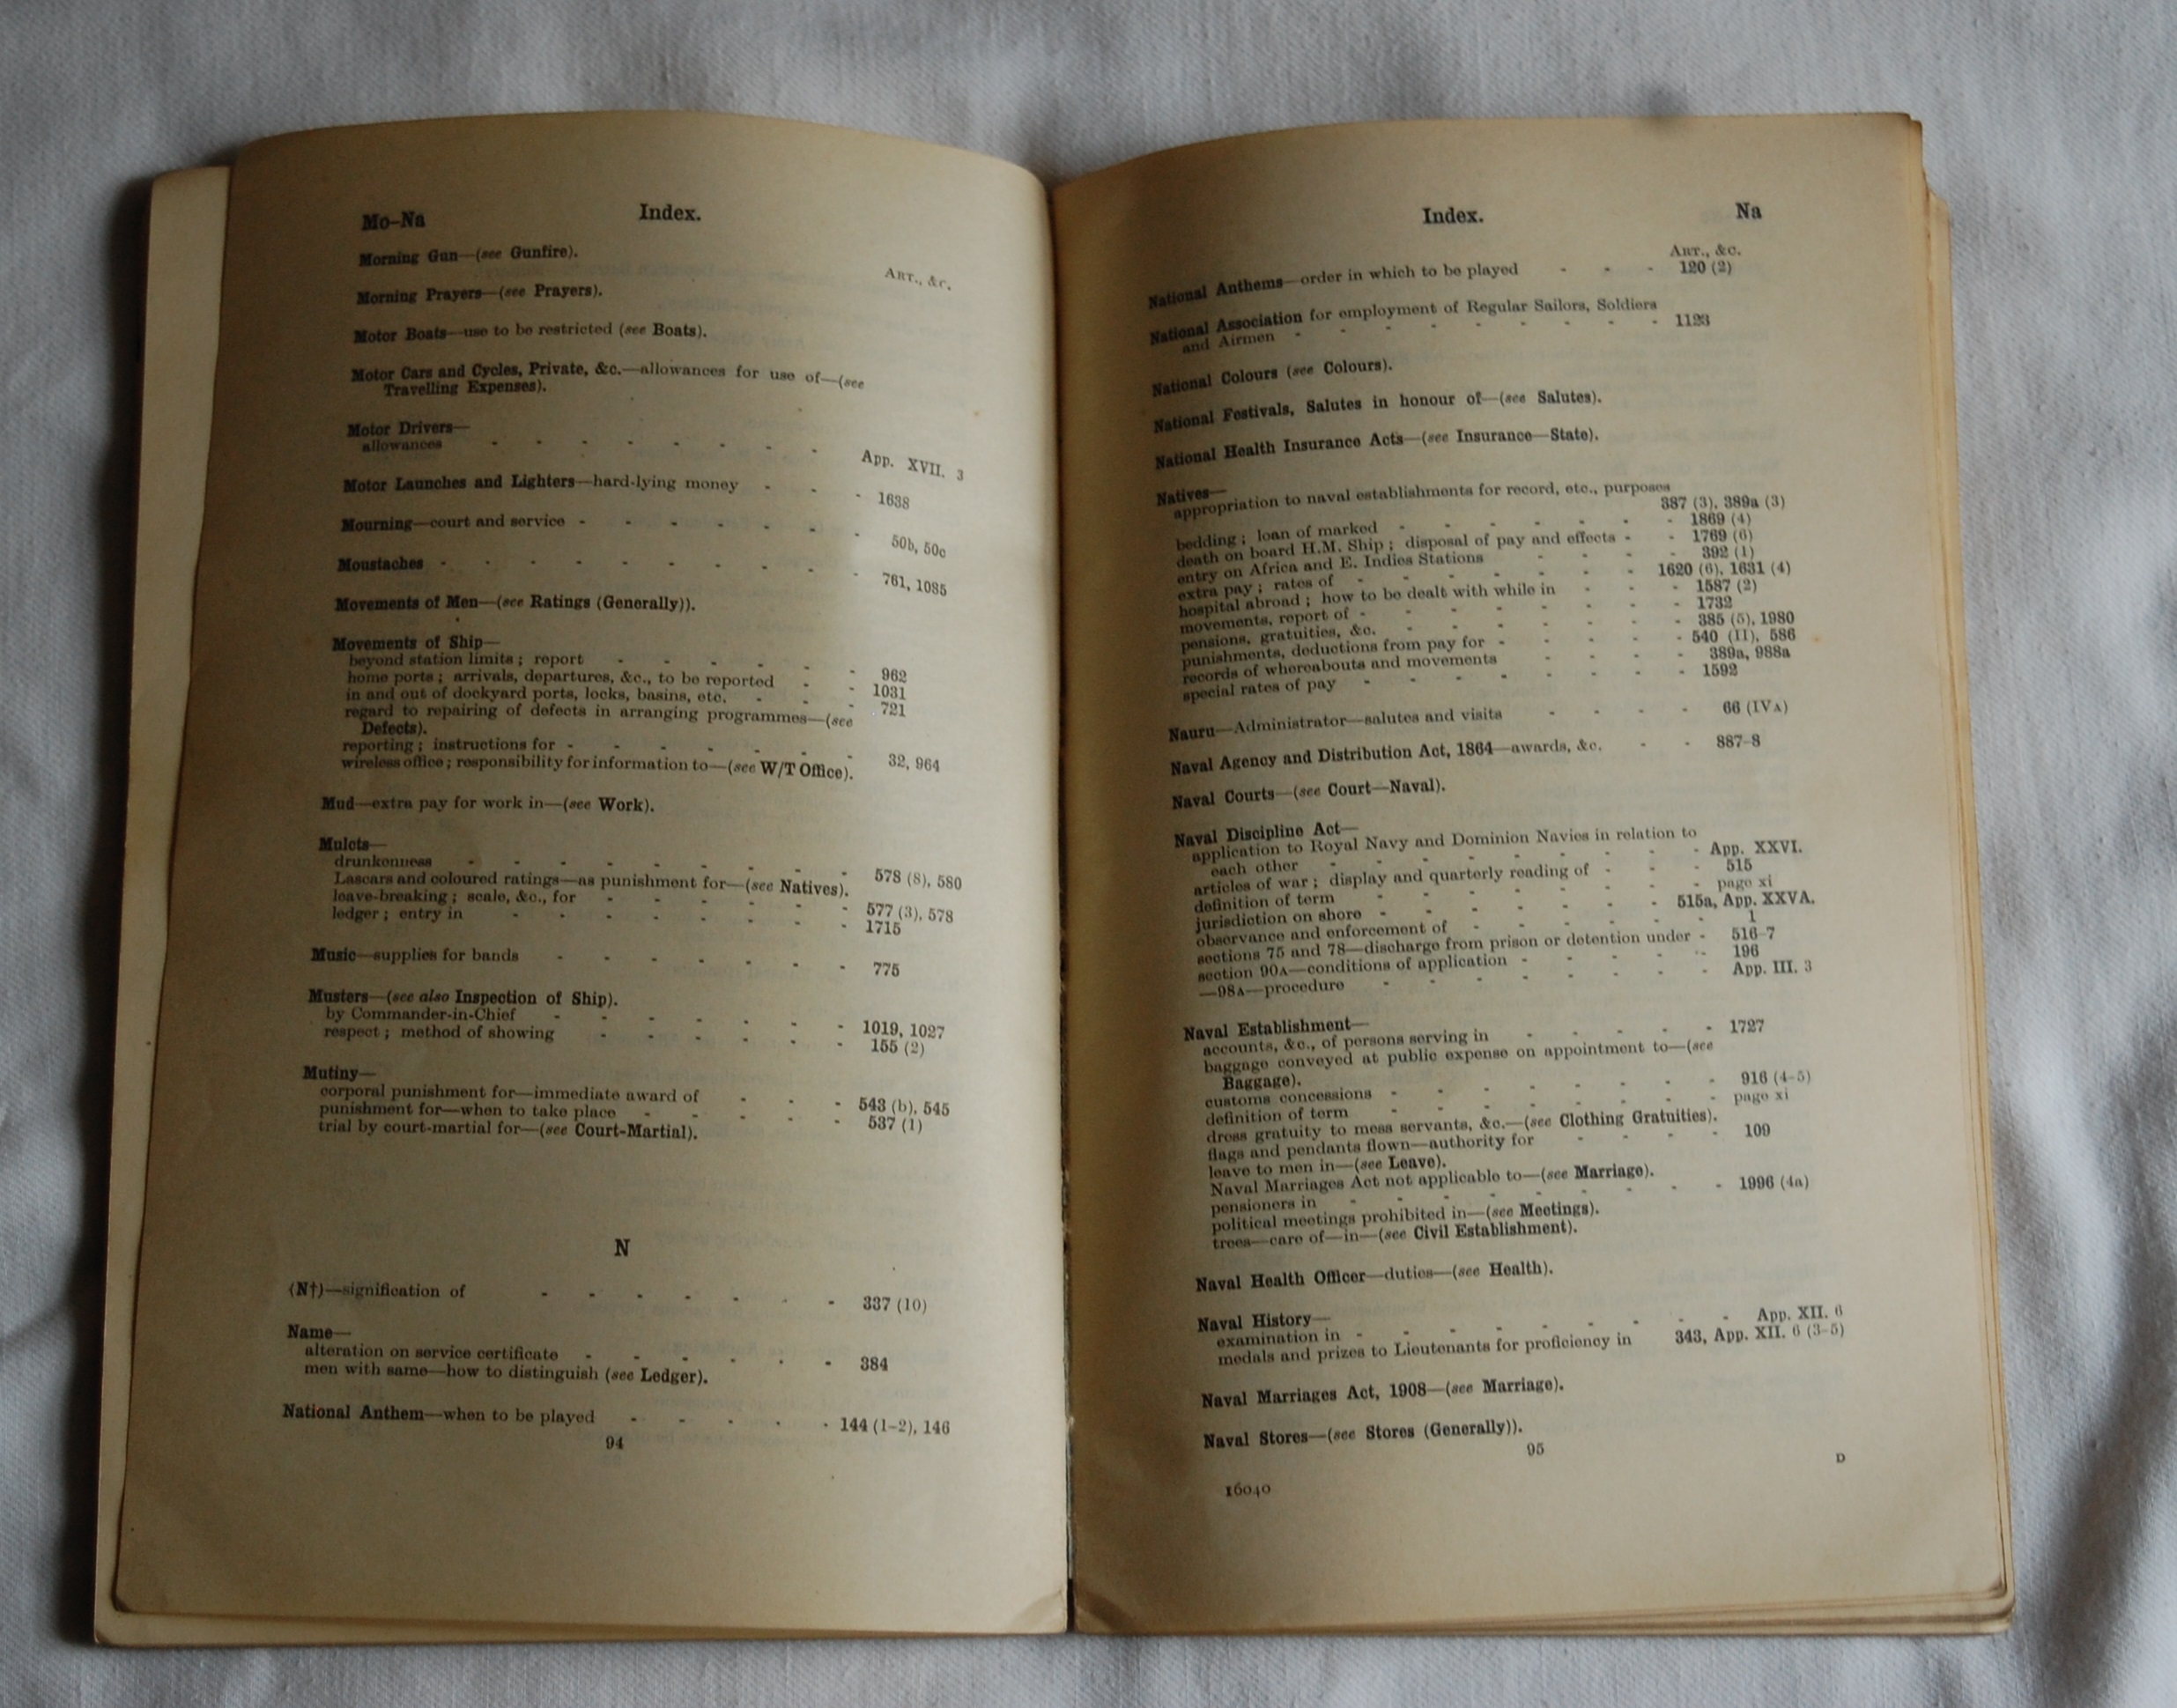 Mo–Na Index.
ART., &c.
Morning Gun—(see Gunfire).
Morning Prayers—(see Prayers).
Motor Boats—use to be restricted (see Boats).
Motor Cars and Cycles, Private, &c.—allowances for use of—(see
Travelling Expenses).
Motor Drivers—
allowances - - - - - - - - App. XVII. 3
Motor Launches and Lighters—hard-lying money - - - 1638
Mourning—court and service - - - - - - - 50b, 50c
Moustaches - - - - - - - - - - 761, 1085
Movements of Men—(see Ratings (Generally)).
Movements of Ship—
beyond station limits; report - - - - - - 962
home ports; arrivals, departures, &c., to be reported - - 1031
in and out of dockyard ports, locks, basins, etc. - - - 721
regard to repairing of defects in arranging programmes—(see
Defects).
reporting; instructions for - - - - - - - 32, 964
wireless office; responsibility for information to—(see W/T Office).
Mud—extra pay for work in—(see Work).
Mulcts—
drunkenness - - - - - - - - - 578 (8), 580
Lascars and coloured ratings—as punishment for—(see Natives).
leave-breaking; scale, &c., for - - - - - - 577 (3), 578
ledger; entry in - - - - - - - - 1715
Music—supplies for bands - - - - - - - 775
Musters—(see also Inspection of Ship).
by Commander-in-Chief - - - - - - - 1019, 1027
respect; method of showing - - - - - - 155 (2)
Mutiny—
corporal punishment for—immediate award of - - - 543 (b), 545
punishment for—when to take place - - - - - 537 (1)
trial by court-martial for—(see Court-Martial).
N
(N†)—signification of - - - - - - - 337 (10)
Name—
alteration on service certificate - - - - - - 384
men with same—how to distinguish (see Ledger).
National Anthem—when to be played - - - - - 144 (1–2), 146
94
Index. Na
ART., &c.
National Anthems—order in which to be played - - - 120 (2)
National Association for employment of Regular Sailors, Soldiers
and Airmen - - - - - - - - - 1123
National Colours (see Colours).
National Festivals, Salutes in honour of—(see Salutes).
National Health Insurance Acts—(see Insurance—State).
Natives—
appropriation to naval establishments for record, etc., purposes
387 (3), 389a (3)
bedding; loan of marked - - - - - - - 1869 (4)
death on board H.M. Ship; disposal of pay and effects - - 1769 (6)
entry on Africa and E. Indies Stations - - - - 392 (1)
extra pay; rates of - - - - - - - 1620 (6), 1631 (4)
hospital abroad; how to be dealt with while in - - - 1587 (2)
movements, report of - - - - - - - - 1732
pensions, gratuities, &c. - - - - - - - 385 (5), 1980
punishments, deductions from pay for - - - - - 540 (11), 586
records of whereabouts and movements - - - - 389a, 988a
special rates of pay - - - - - - - - 1592
Nauru—Administrator—salutes and visits - - - - 66 (IVA)
Naval Agency and Distribution Act, 1864—awards, &c. - - 887–8
Naval Courts—(see Court—Naval).
Naval Discipline Act—
application to Royal Navy and Dominion Navies in relation to
each other - - - - - - - - - App. XXVI.
articles of war; display and quarterly reading of - - - 515
definition of term - - - - - - - - page xi
jurisdiction on shore - - - - - - - 515a, App. XXVA.
observance and enforcement of - - - - - - 1
sections 75 and 78—discharge from prison or detention under - 516–7
section 90A—conditions of application - - - - - 196
—98A—procedure - - - - - - - - App. III. 3
Naval Establishment—
accounts, &c., of persons serving in - - - - - 1727
baggage conveyed at public expense on appointment to—(see
Baggage).
customs concessions - - - - - - - - 916 (4–5)
definition of term - - - - - - - - page xi
dress gratuity to mess servants, &c.—(see Clothing Gratuities).
flags and pendants flown—authority for - - - - 109
leave to men in—(see Leave).
Naval Marriages Act not applicable to—(see Marriage).
pensioners in - - - - - - - - - 1996 (4a)
political meetings prohibited in—(see Meetings).
trees—care of—in—(see Civil Establishment).
Naval Health Officer—duties—(see Health).
Naval History—
examination in - - - - - - - - - App. XII. 6
medals and prizes to Lieutenants for proficiency in 343, App. XII. 6 (3–5)
Naval Marriages Act, 1908—(see Marriage).
Naval Stores—(see Stores (Generally)).
95
D
16040